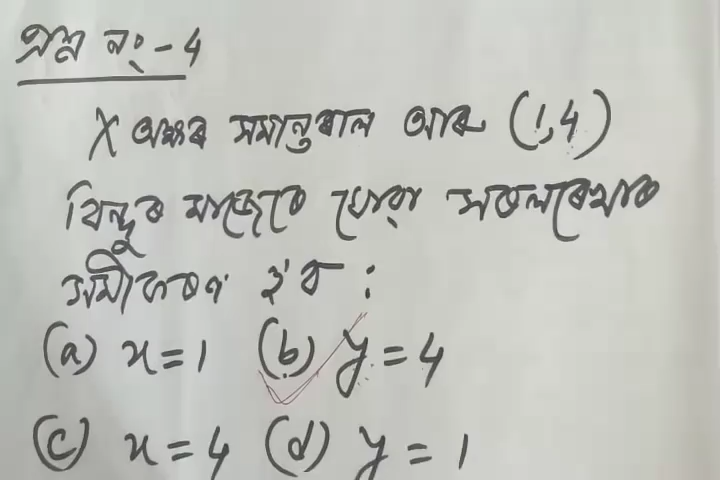 প্ৰশ্ন নং - 4
X অক্ষৰ সমান্তৰাল আৰু (1,4)
বিন্দুৰ মাজেৰে যোৱা সৰলৰেখাৰ
সমীকৰণ হ'ব :
(a) x = 1 (b) y = 4
(c) x = 4 (d) y = 1